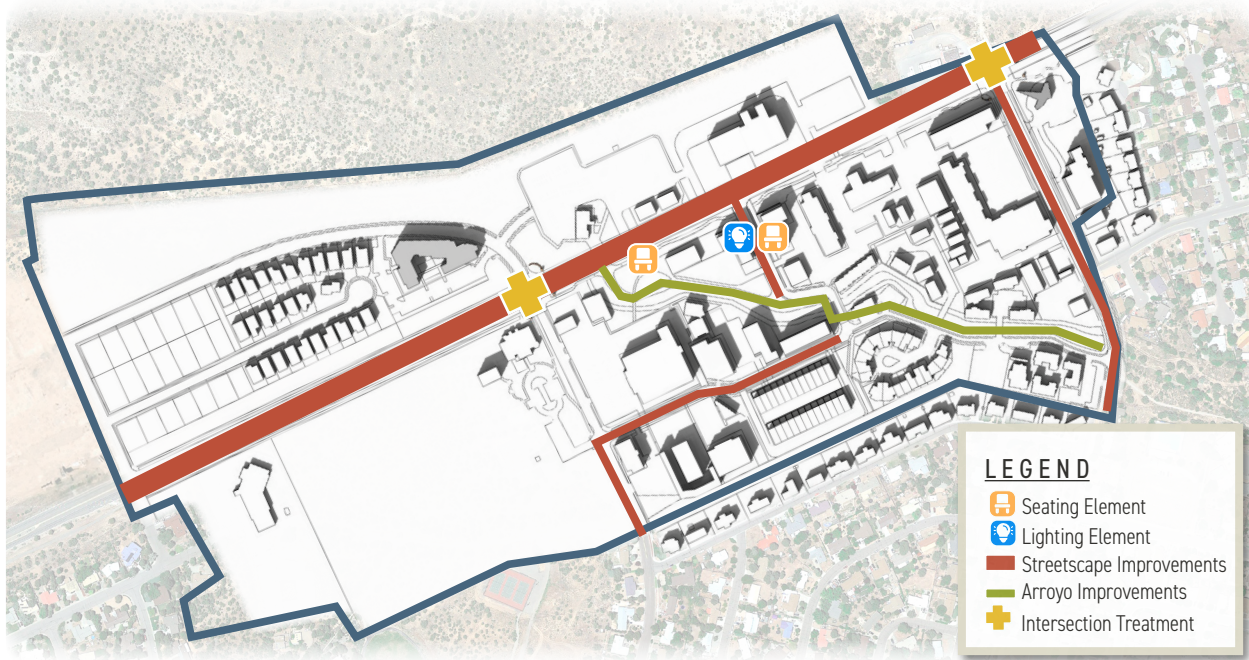 LEGEND
Seating Element
Lighting Element
Streetscape Improvements
Arroyo Improvements
Intersection Treatment